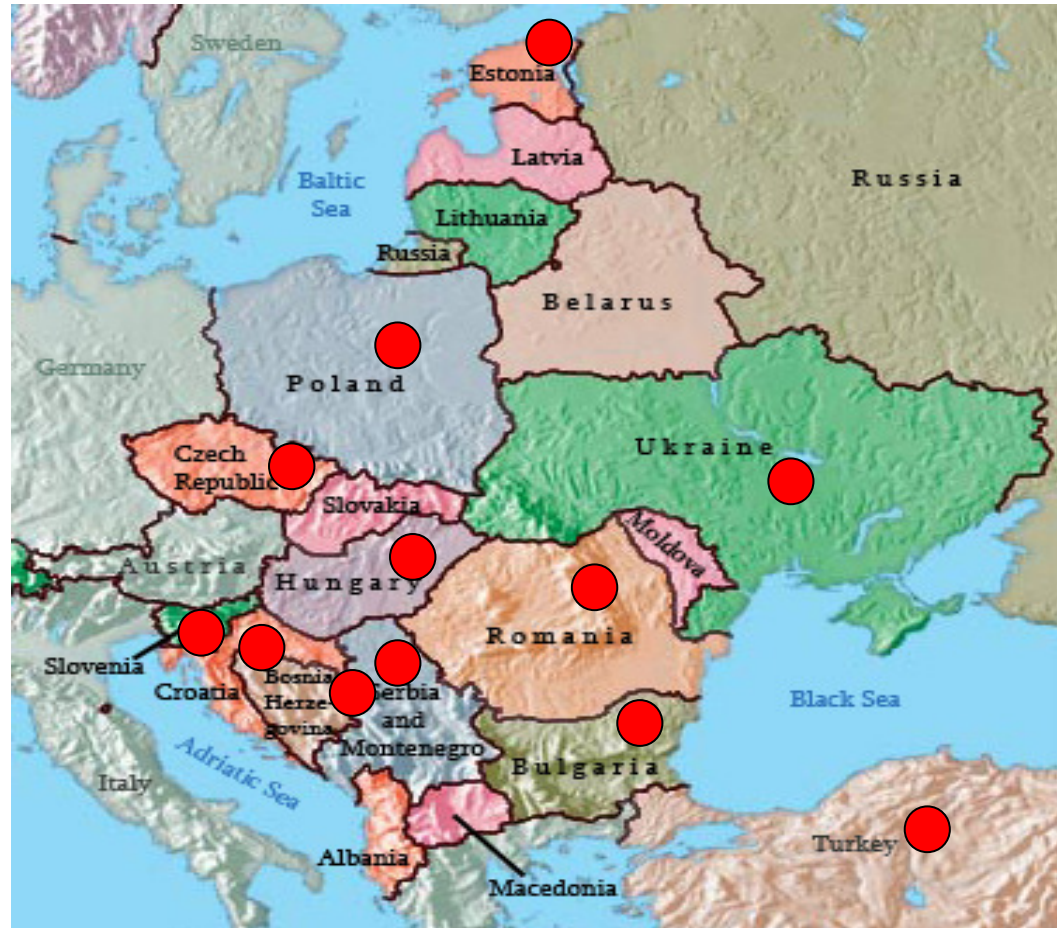 Sweden
Estonia
Latvia
Baltic
Sea
Russia
Lithuania
Russia
Belarus
Germany
Poland
Ukraine
Czech
Republic
Slovakia
Moldova
Austria
Hungary
Romania
Slovenia
Croatia
Bosnia
Herze-
govina
Serbia
and
Montenegro
Black Sea
Adriatic Sea
Italy
Bulgaria
Turkey
Albania
Macedonia